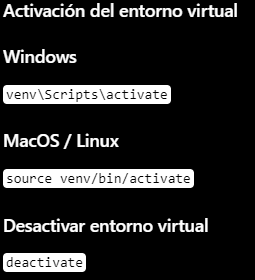 Activación del entorno virtual
Windows
venv\Scripts\activate
MacOS / Linux
source venv/bin/activate
Desactivar entorno virtual
deactivate